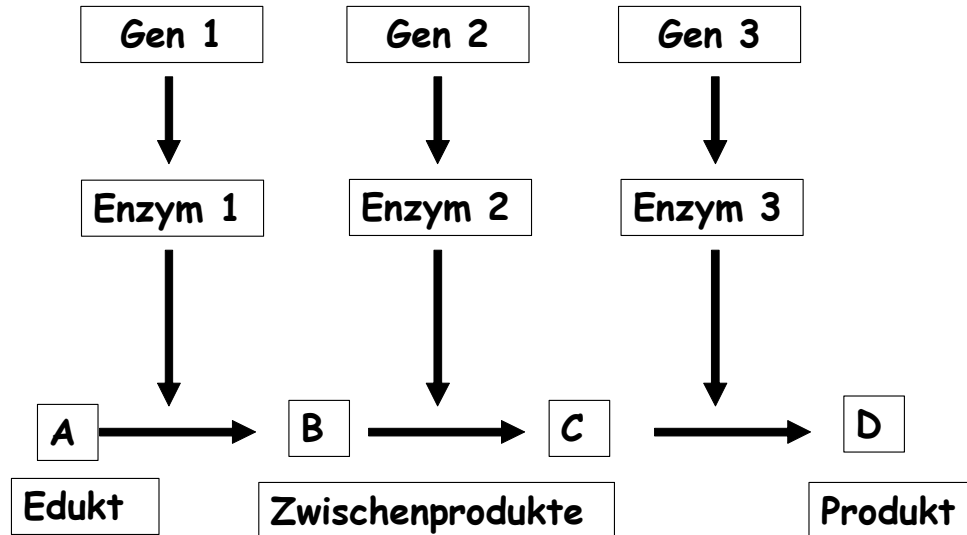 Gen 1 Gen 2 Gen 3
Enzym 1 Enzym 2 Enzym 3
A B C D
Edukt Zwischenprodukte Produkt